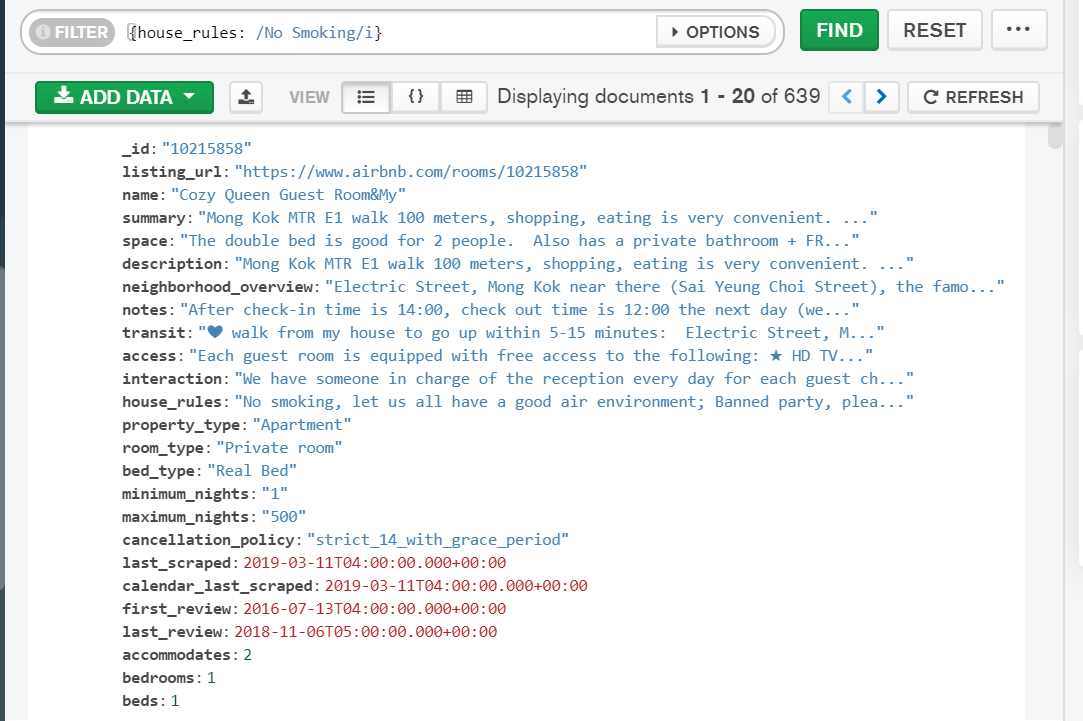 FILTER {house_rules: /No Smoking/i} OPTIONS FIND RESET ...
ADD DATA VIEW {} Displaying documents 1 - 20 of 639 < > REFRESH
_id: "10215858"
listing_url: "https://www.airbnb.com/rooms/10215858"
name: "Cozy Queen Guest Room&My"
summary: "Mong Kok MTR E1 walk 100 meters, shopping, eating is very convenient. ..."
space: "The double bed is good for 2 people.  Also has a private bathroom + FR..."
description: "Mong Kok MTR E1 walk 100 meters, shopping, eating is very convenient. ..."
neighborhood_overview: "Electric Street, Mong Kok near there (Sai Yeung Choi Street), the famo..."
notes: "After check-in time is 14:00, check out time is 12:00 the next day (we..."
transit: "♥ walk from my house to go up within 5-15 minutes:  Electric Street, M..."
access: "Each guest room is equipped with free access to the following: ★ HD TV..."
interaction: "We have someone in charge of the reception every day for each guest ch..."
house_rules: "No smoking, let us all have a good air environment; Banned party, plea..."
property_type: "Apartment"
room_type: "Private room"
bed_type: "Real Bed"
minimum_nights: "1"
maximum_nights: "500"
cancellation_policy: "strict_14_with_grace_period"
last_scraped: 2019-03-11T04:00:00.000+00:00
calendar_last_scraped: 2019-03-11T04:00:00.000+00:00
first_review: 2016-07-13T04:00:00.000+00:00
last_review: 2018-11-06T05:00:00.000+00:00
accommodates: 2
bedrooms: 1
beds: 1